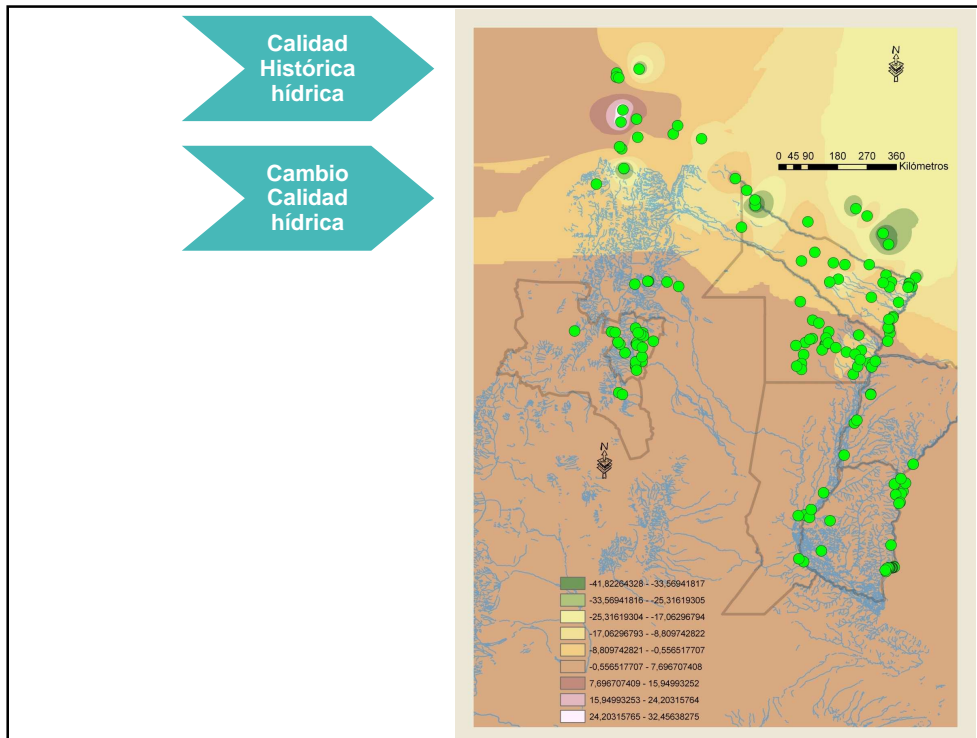 Calidad
Histórica
hídrica
Cambio
Calidad
hídrica
N
0 45 90 180 270 360
Kilómetros
N
-41,82264328 - -33,56941817
-33,56941816 - -25,31619305
-25,31619304 - -17,06296794
-17,06296793 - -8,809742822
-8,809742821 - -0,556517707
-0,556517707 - 7,696707408
7,696707409 - 15,94993252
15,94993253 - 24,20315764
24,20315765 - 32,45638275